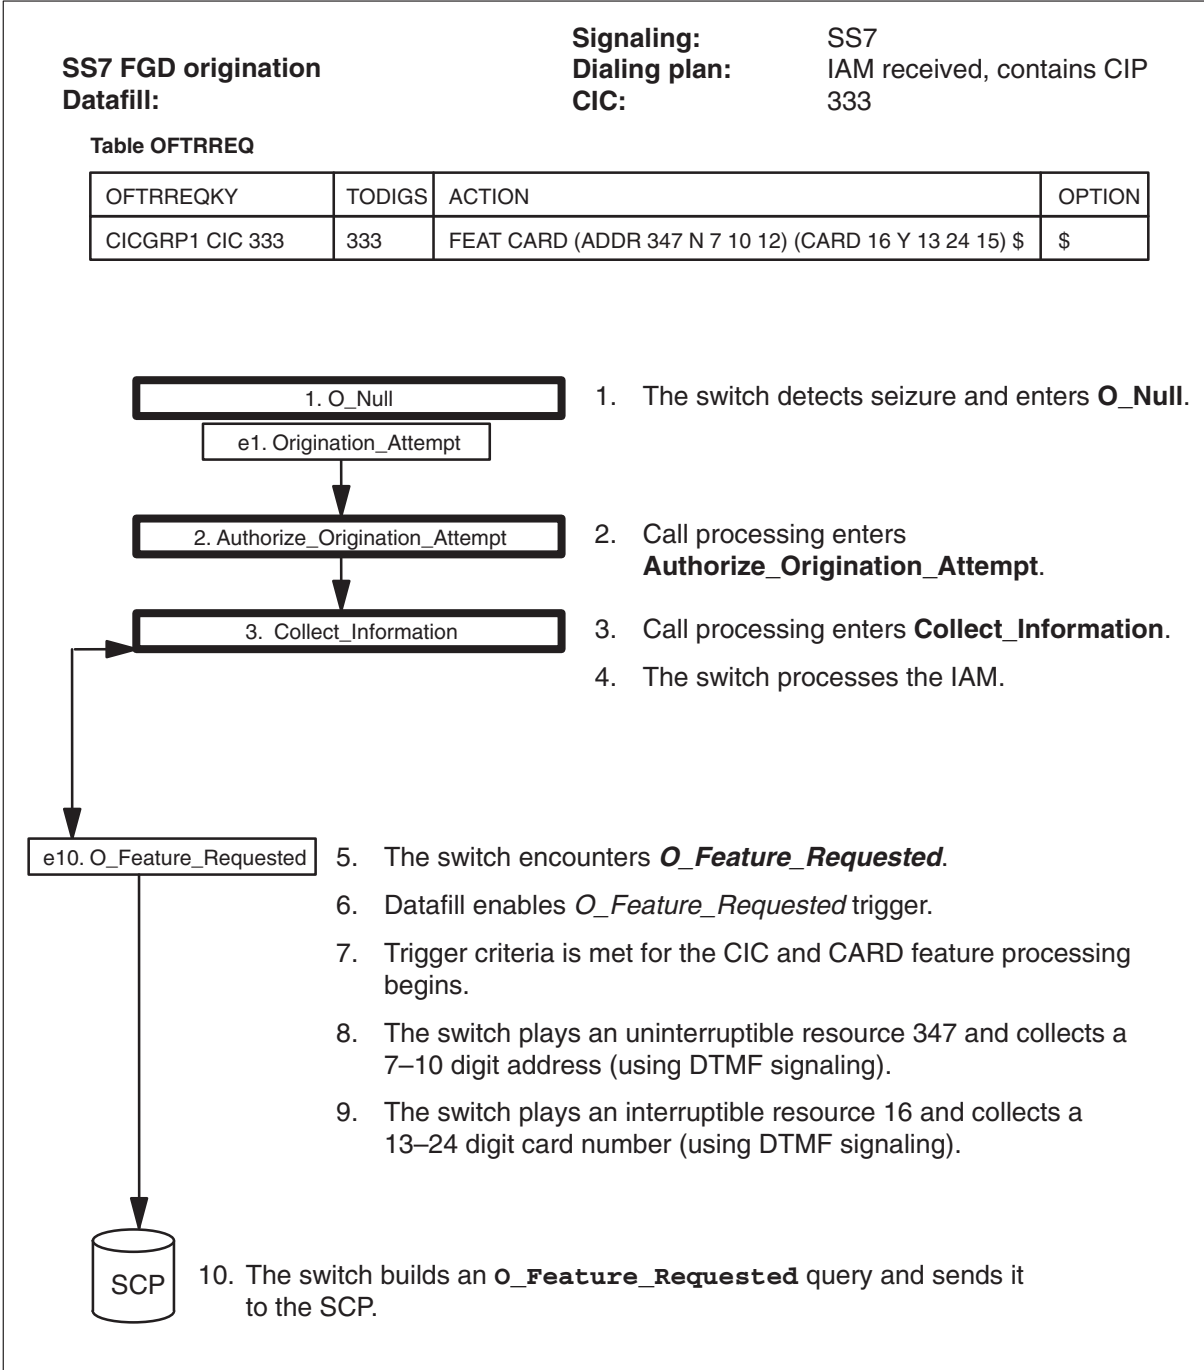 SS7 FGD origination
Datafill:
Signaling: SS7
Dialing plan: IAM received, contains CIP
CIC: 333
Table OFTRREQ
OFTRREQKY TODIGS ACTION OPTION
CICGRP1 CIC 333 333 FEAT CARD (ADDR 347 N 7 10 12) (CARD 16 Y 13 24 15) $ $
1. O_Null
1. The switch detects seizure and enters O_Null.
e1. Origination_Attempt
2. Authorize_Origination_Attempt
2. Call processing enters
Authorize_Origination_Attempt.
3. Collect_Information
3. Call processing enters Collect_Information.
4. The switch processes the IAM.
e10. O_Feature_Requested
5. The switch encounters O_Feature_Requested.
6. Datafill enables O_Feature_Requested trigger.
7. Trigger criteria is met for the CIC and CARD feature processing
begins.
8. The switch plays an uninterruptible resource 347 and collects a
7–10 digit address (using DTMF signaling).
9. The switch plays an interruptible resource 16 and collects a
13–24 digit card number (using DTMF signaling).
SCP
10. The switch builds an O_Feature_Requested query and sends it
to the SCP.